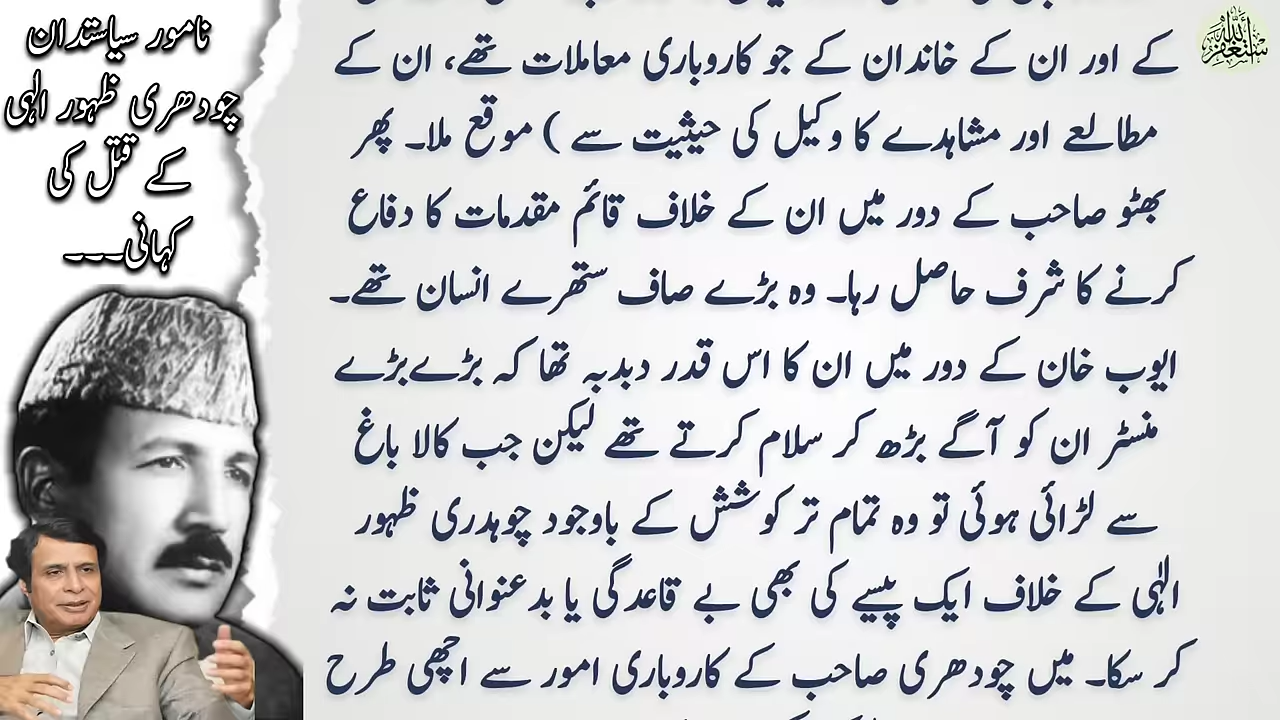 نامور سیاستدان
چودھری ظہور الٰہی
کے قتل کی
کہانی۔۔۔
کے اور ان کے خاندان کے جو کاروباری معاملات تھے، ان کے
مطالعے اور مشاہدے کا وکیل کی حیثیت سے ) موقع ملا۔ پھر
بھٹو صاحب کے دور میں ان کے خلاف قائم مقدمات کا دفاع
کرنے کا شرف حاصل رہا۔ وہ بڑے صاف ستھرے انسان تھے۔
ایوب خان کے دور میں ان کا اس قدر دبدبہ تھا کہ بڑے بڑے
منسٹر ان کو آگے بڑھ کر سلام کرتے تھے لیکن جب کالا باغ
سے لڑائی ہوئی تو وہ تمام تر کوشش کے باوجود چوہدری ظہور
الٰہی کے خلاف ایک پیسے کی بھی بے قاعدگی یا بدعنوانی ثابت نہ
کر سکا۔ میں چودھری صاحب کے کاروباری امور سے اچھی طرح